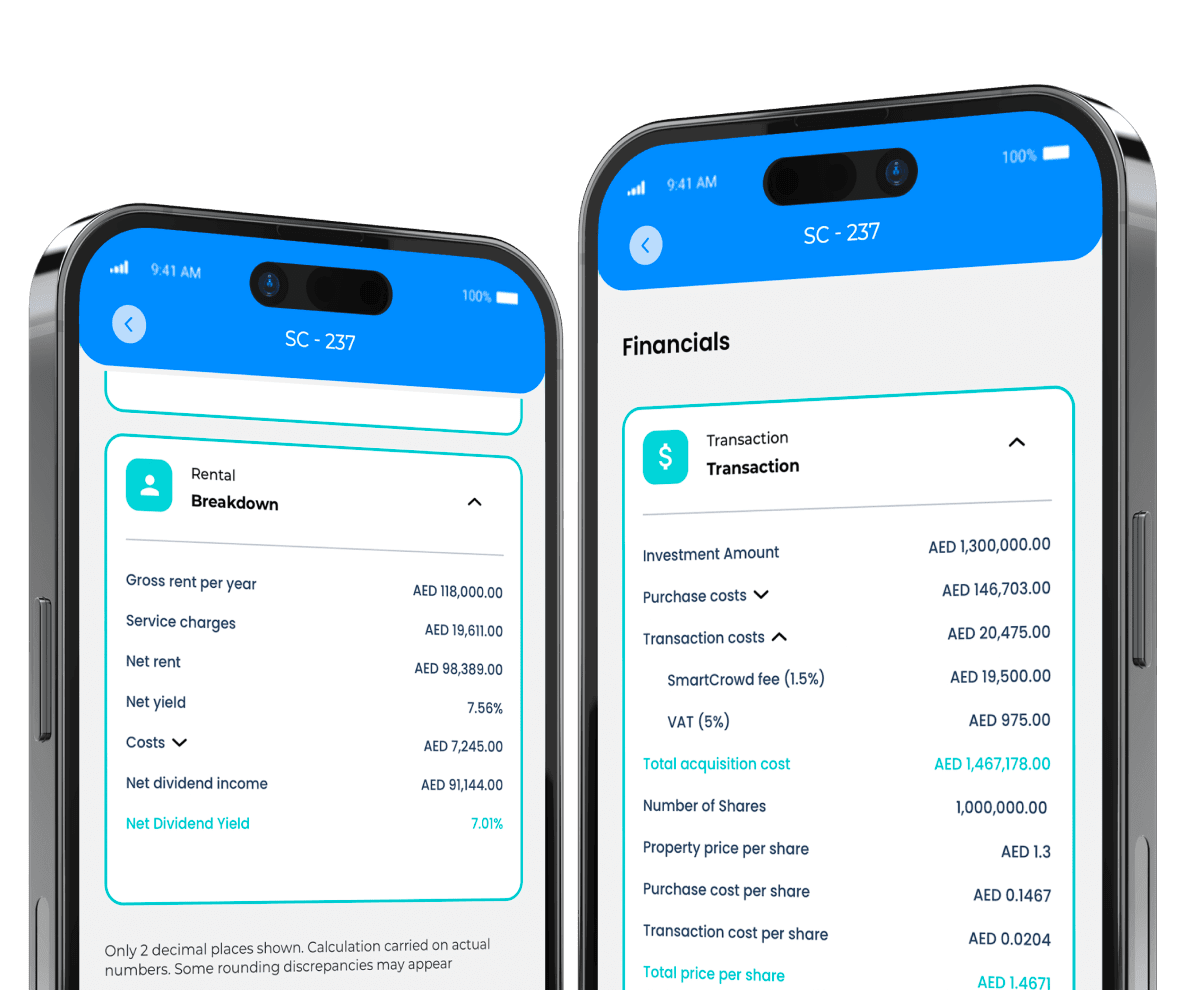 9:41 AM
100%
SC - 237
Rental
Breakdown
Gross rent per year AED 118,000.00
Service charges AED 19,611.00
Net rent AED 98,389.00
Net yield 7.56%
Costs AED 7,245.00
Net dividend income AED 91,144.00
Net Dividend Yield 7.01%
Only 2 decimal places shown. Calculation carried on actual
numbers. Some rounding discrepancies may appear
9:41 AM
100%
SC - 237
Financials
$
Transaction
Transaction
Investment Amount AED 1,300,000.00
Purchase costs AED 146,703.00
Transaction costs AED 20,475.00
SmartCrowd fee (1.5%) AED 19,500.00
VAT (5%) AED 975.00
Total acquisition cost AED 1,467,178.00
Number of Shares 1,000,000.00
Property price per share AED 1.3
Purchase cost per share AED 0.1467
Transaction cost per share AED 0.0204
Total price per share AED 1.4671